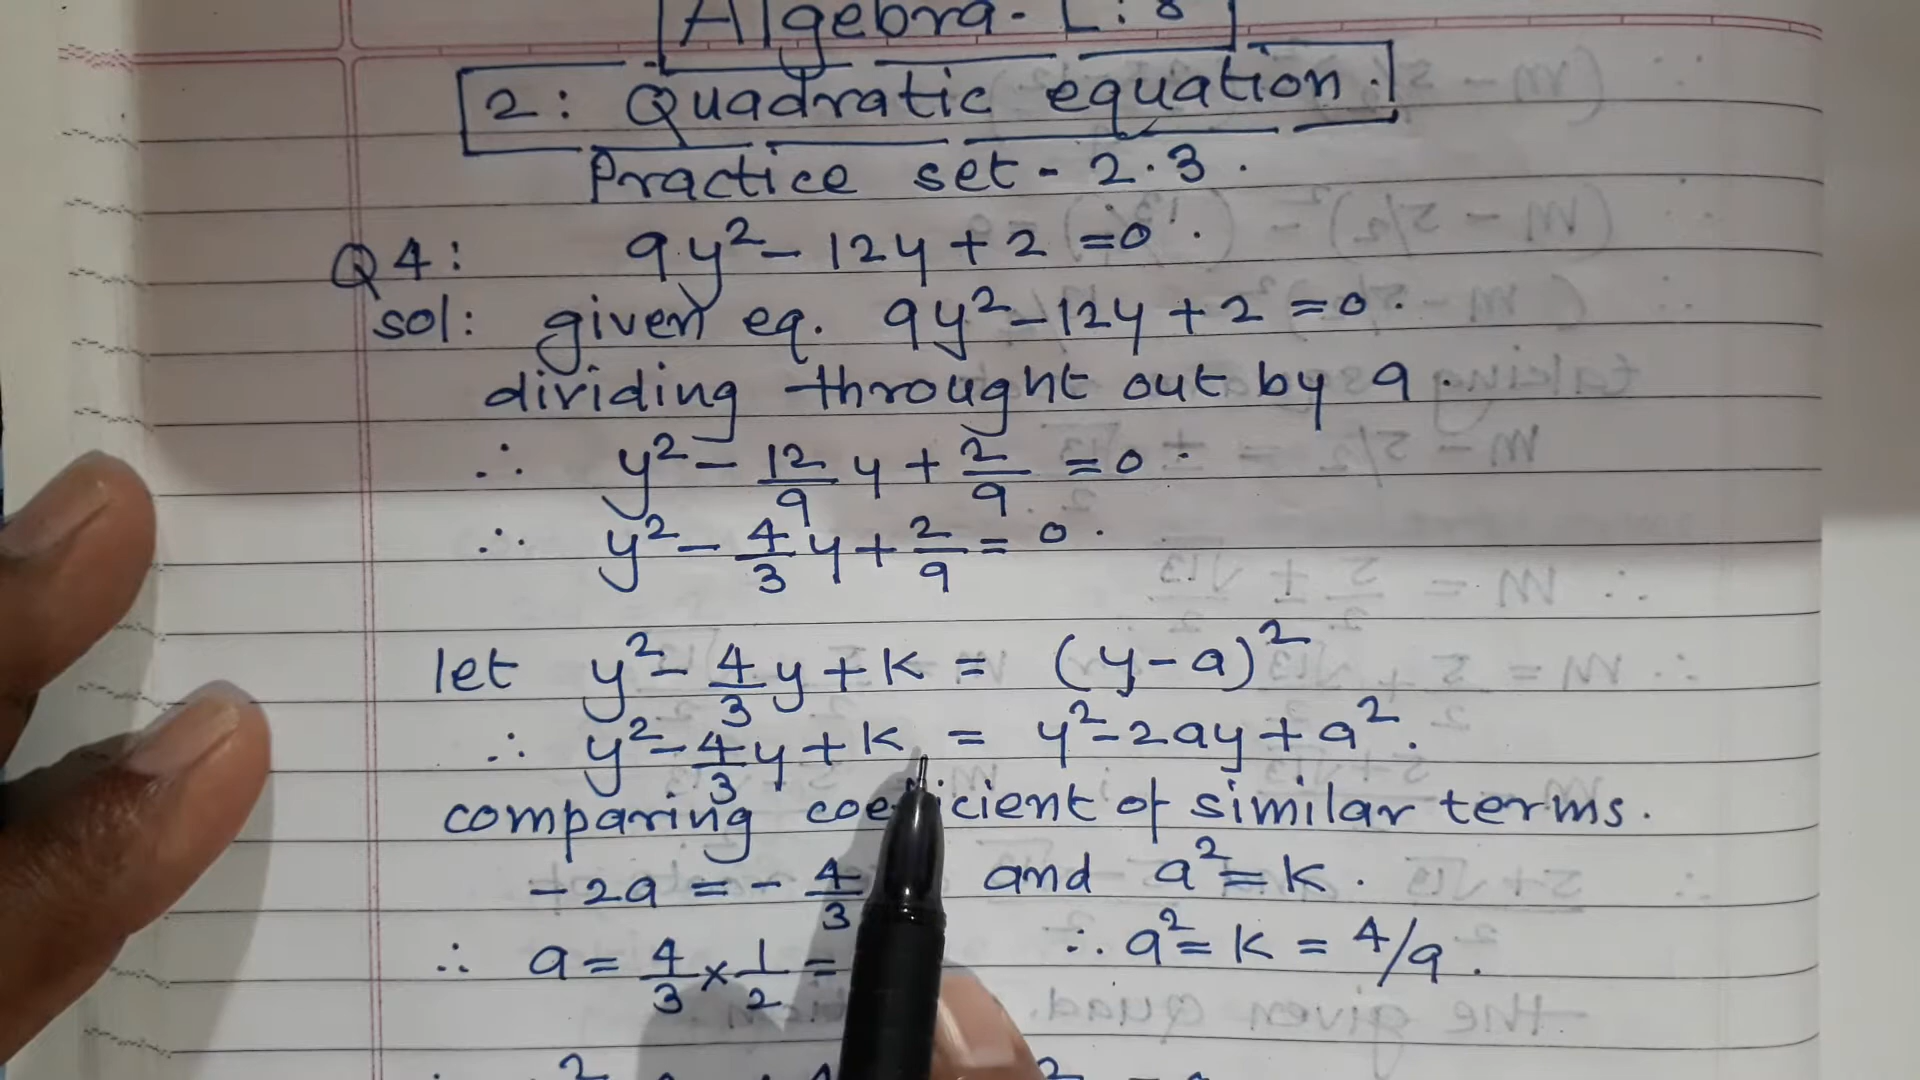 Algebra. L: 8
2: Quadratic equation.
Practice set - 2.3.
Q4: 9y² - 12y + 2 = 0.
sol: given eq. 9y² - 12y + 2 = 0.
dividing throught out by 9.
∴ y² - 12/9 y + 2/9 = 0.
∴ y² - 4/3 y + 2/9 = 0.
let y² - 4/3 y + k = (y - a)²
∴ y² - 4/3 y + k = y² - 2ay + a².
comparing coefficient of similar terms.
-2a = - 4/3 and a² = k.
∴ a = 4/3 × 1/2 = ∴ a² = k = 4/9.